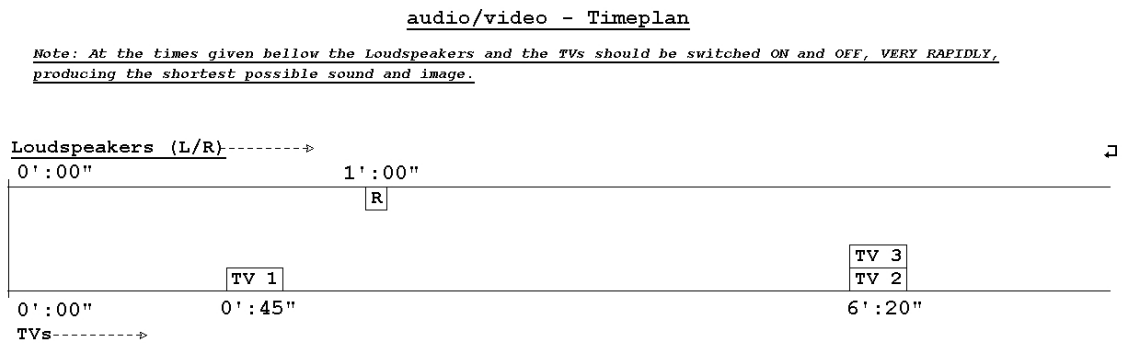 audio/video - Timeplan
Note: At the times given bellow the Loudspeakers and the TVs should be switched ON and OFF, VERY RAPIDLY,
producing the shortest possible sound and image.
Loudspeakers (L/R)
0':00" 1':00"
R
TV 3
TV 1 TV 2
0':00" 0':45" 6':20"
TVs